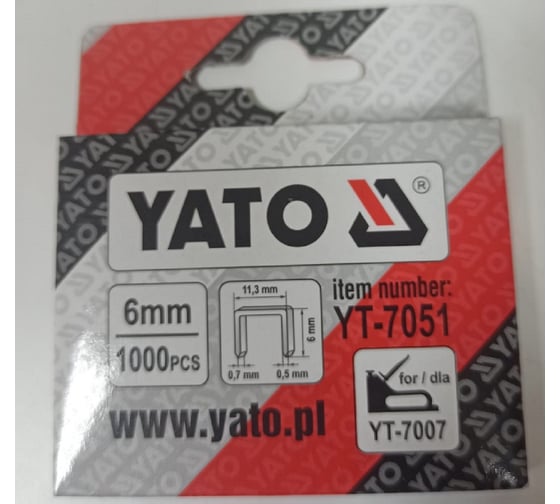 YATO ®
6mm
1000PCS
11,3 mm
6 mm
0,7 mm
0,5 mm
item number:
YT-7051
for / dla
YT-7007
www.yato.pl